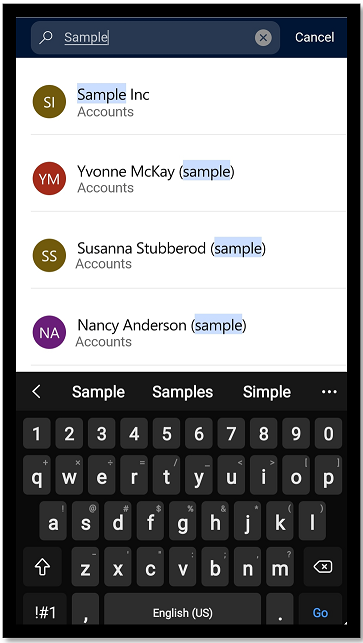 Sample Cancel
SI Sample Inc
Accounts
YM Yvonne McKay (sample)
Accounts
SS Susanna Stubberod (sample)
Accounts
NA Nancy Anderson (sample)
Accounts
Sample Samples Simple ...
1 2 3 4 5 6 7 8 9 0
q w e r t y u i o p
a s d f g h j k l
z x c v b n m
!#1 , English (US) . Go